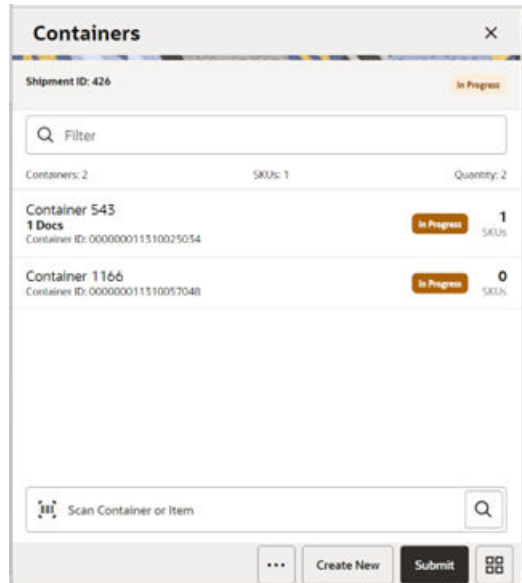 Containers
Shipment ID: 426
In Progress
Filter
Containers: 2 SKUs: 1 Quantity: 2
Container 543
1 Docs
Container ID: 000000011510025034
In Progress
1
SKUs
Container 1166
Container ID: 000000011510057048
In Progress
0
SKUs
Scan Container or Item
... Create New Submit